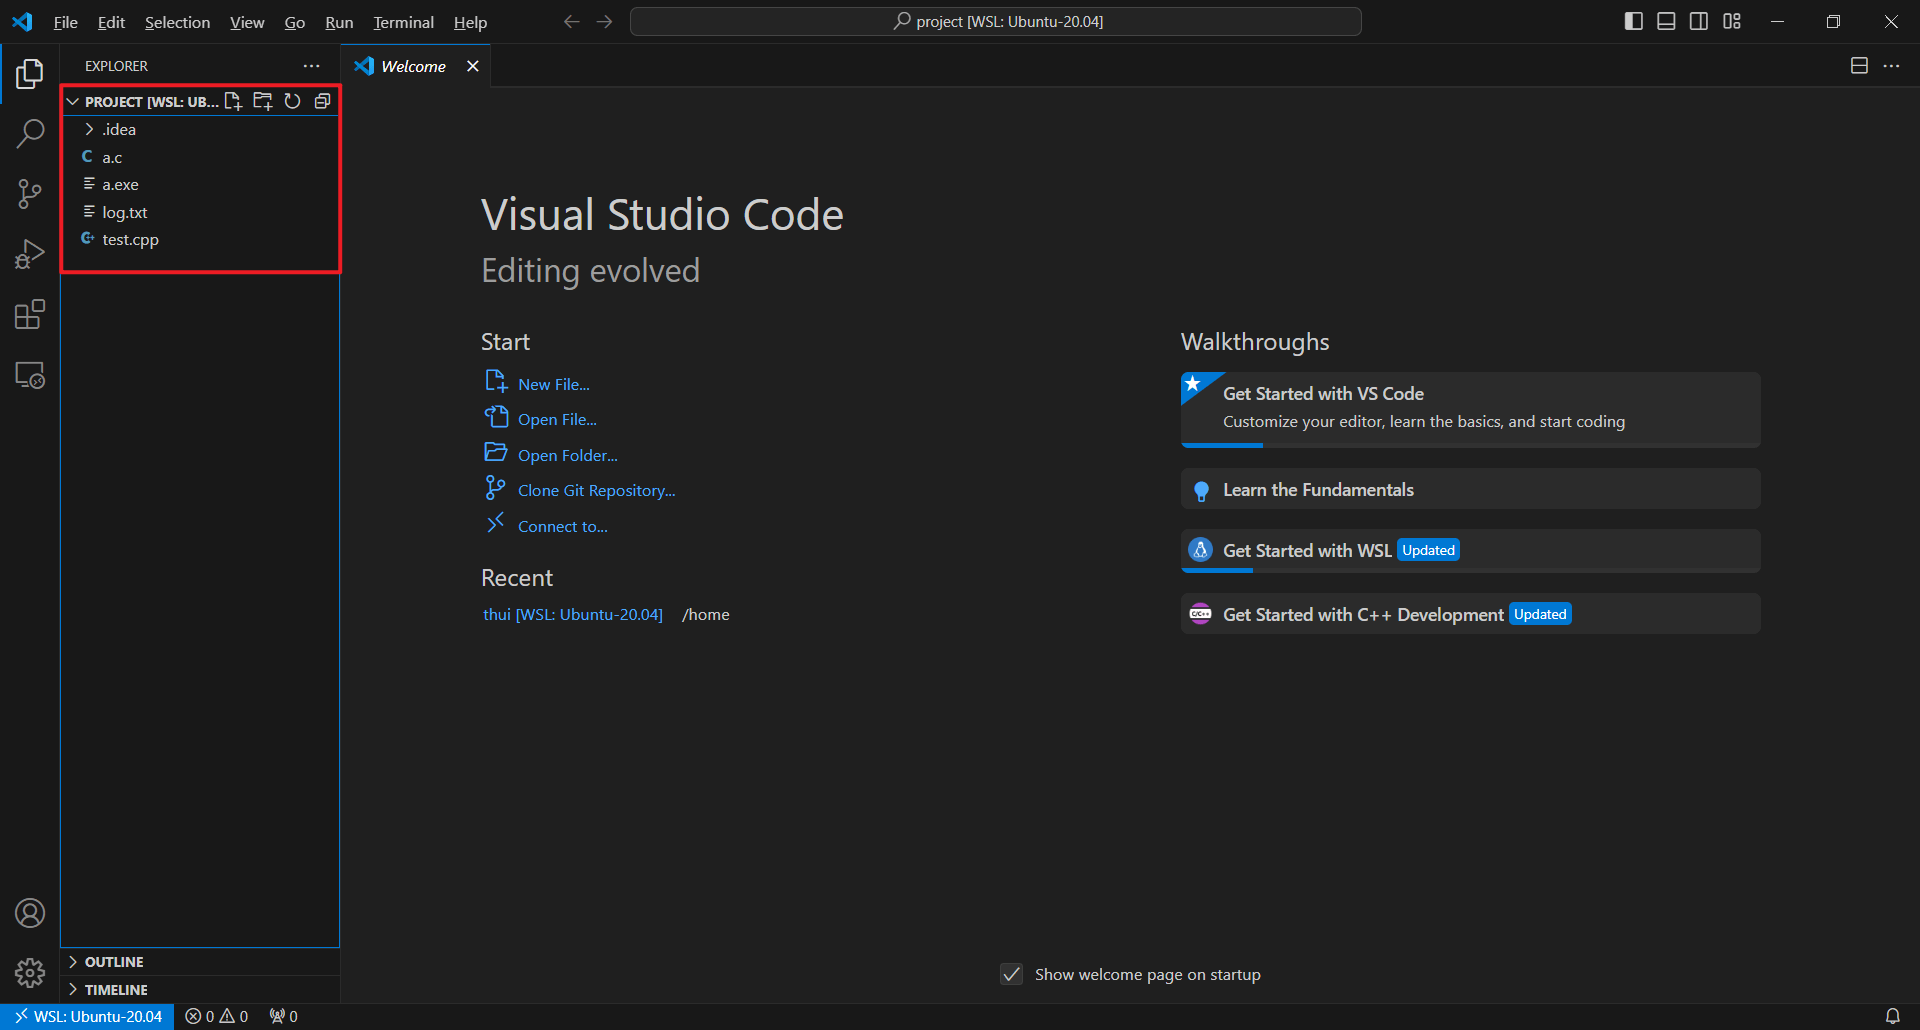 File Edit Selection View Go Run Terminal Help
project [WSL: Ubuntu-20.04]
EXPLORER
PROJECT [WSL: UB...
.idea
a.c
a.exe
log.txt
test.cpp
OUTLINE
TIMELINE
Welcome
Visual Studio Code
Editing evolved
Start
New File...
Open File...
Open Folder...
Clone Git Repository...
Connect to...
Recent
thui [WSL: Ubuntu-20.04] /home
Walkthroughs
Get Started with VS Code
Customize your editor, learn the basics, and start coding
Learn the Fundamentals
Get Started with WSL Updated
C/C++ Get Started with C++ Development Updated
Show welcome page on startup
WSL: Ubuntu-20.04 0 0 0